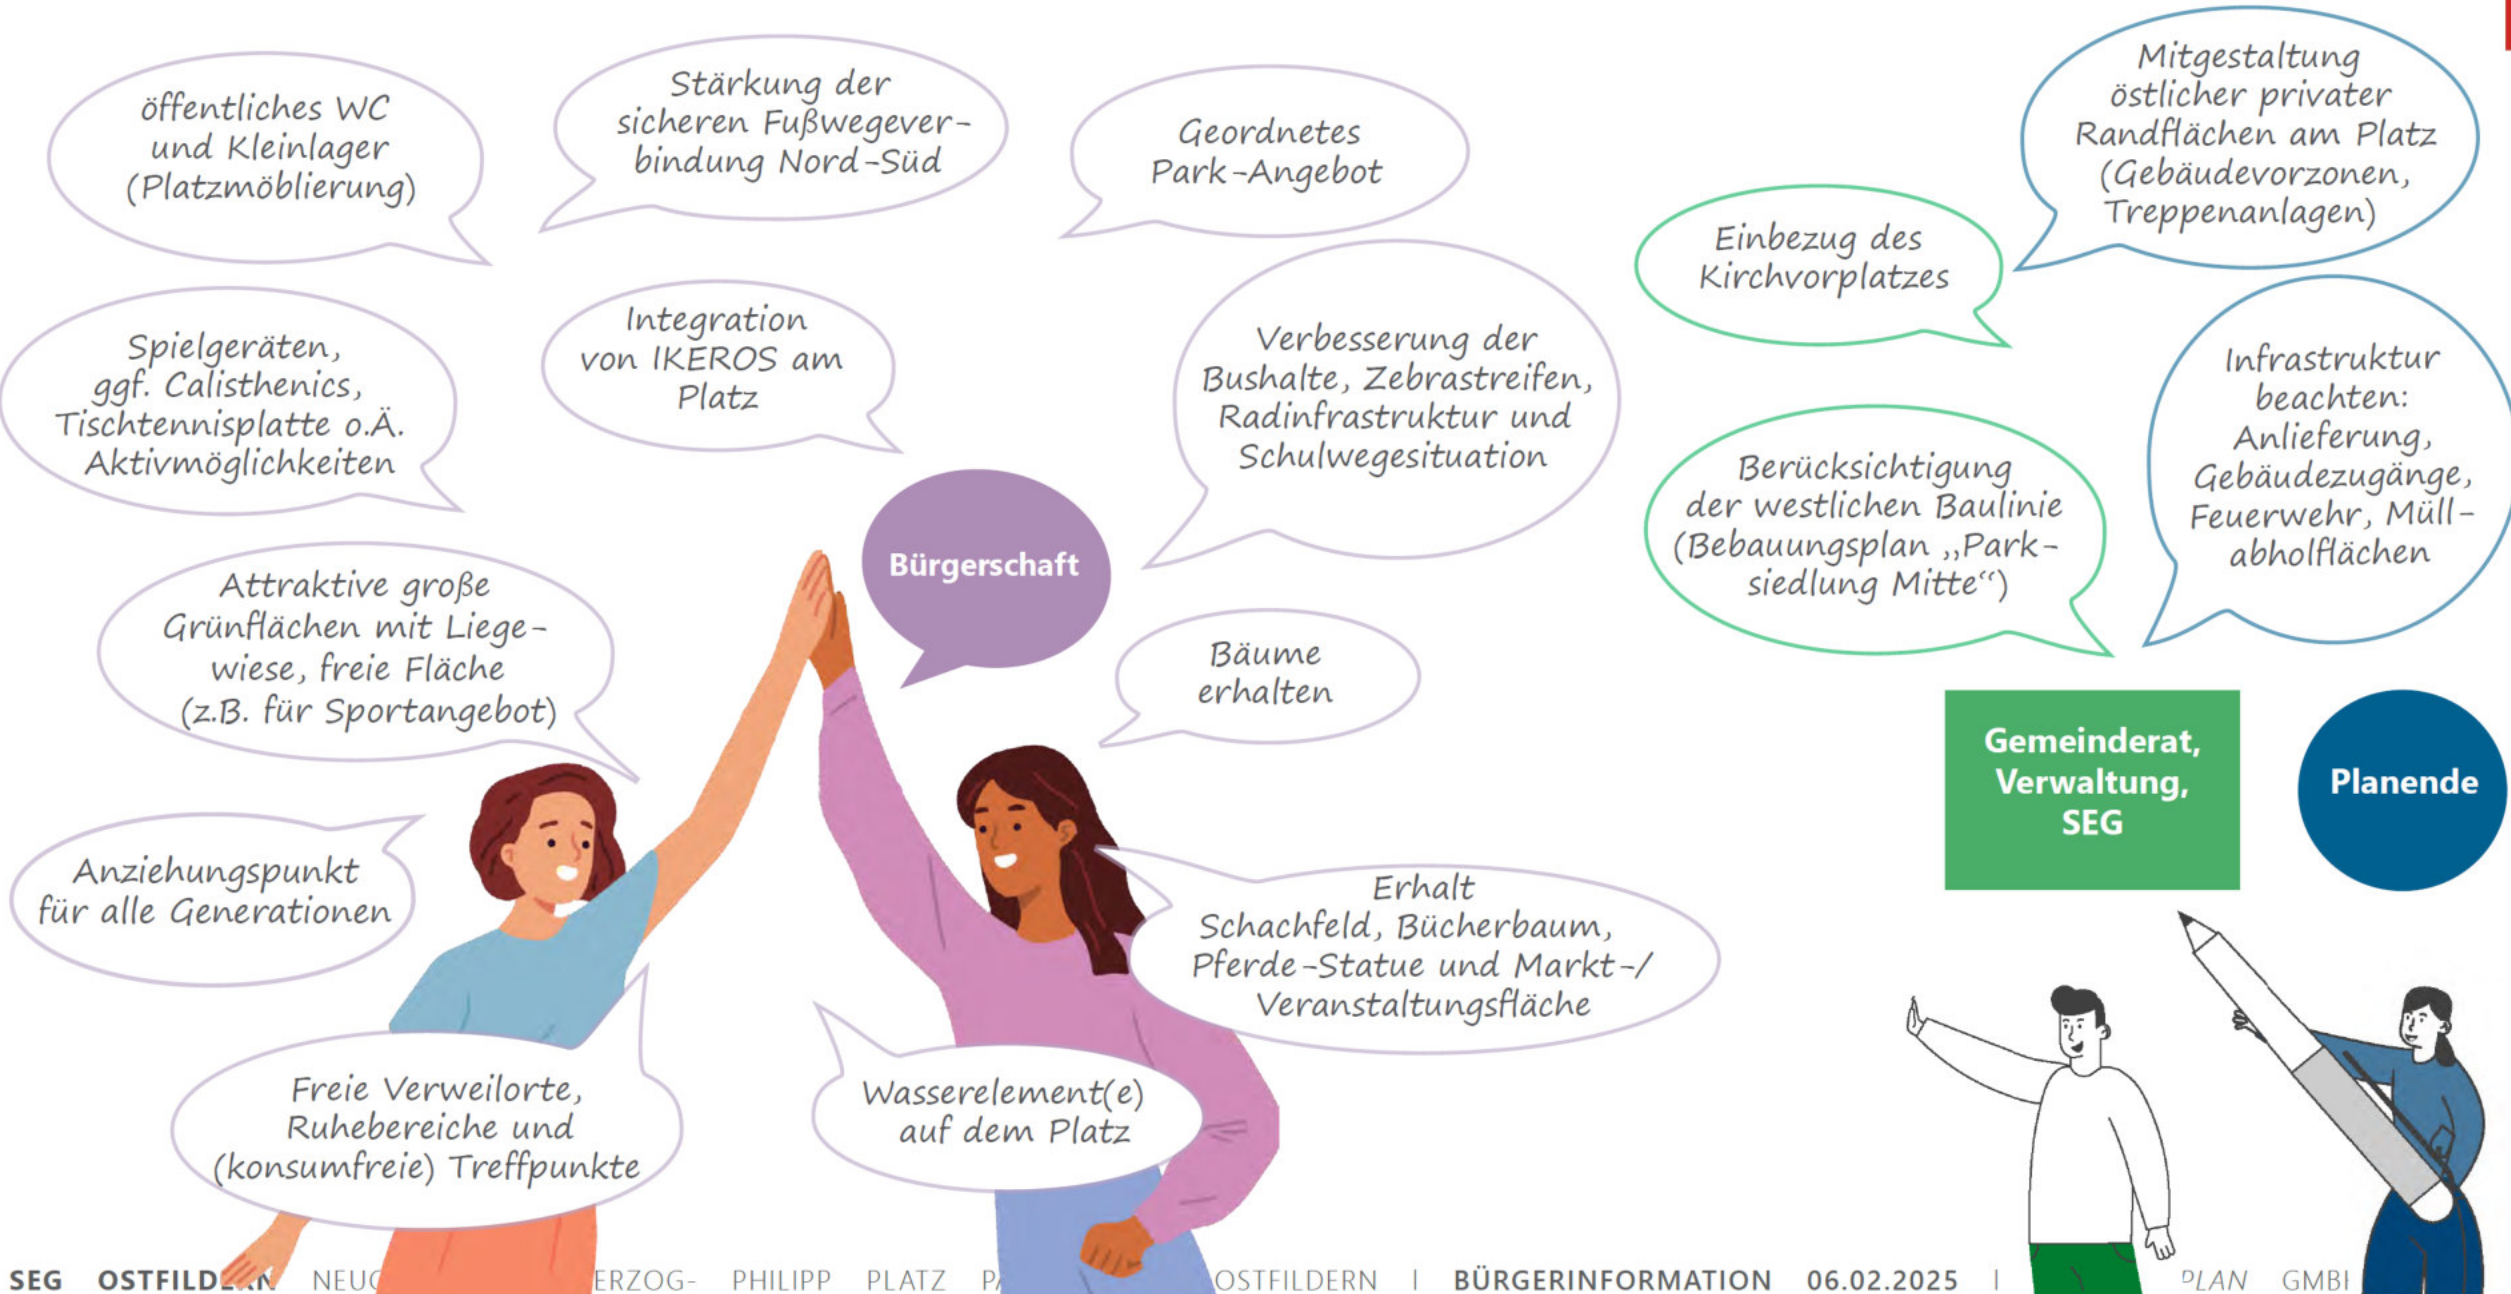 öffentliches WC
und Kleinlager
(Platzmöblierung)
Stärkung der
sicheren Fußwegever-
bindung Nord-Süd
Geordnetes
Park-Angebot
Mitgestaltung
östlicher privater
Randflächen am Platz
(Gebäudevorzonen,
Treppenanlagen)
Einbezug des
Kirchvorplatzes
Spielgeräten,
ggf. Calisthenics,
Tischtennisplatte o.Ä.
Aktivmöglichkeiten
Integration
von IKEROS am
Platz
Verbesserung der
Bushalte, Zebrastreifen,
Radinfrastruktur und
Schulwegesituation
Infrastruktur
beachten:
Anlieferung,
Gebäudezugänge,
Feuerwehr, Müll-
abholflächen
Berücksichtigung
der westlichen Baulinie
(Bebauungsplan „Park-
siedlung Mitte“)
Bürgerschaft
Attraktive große
Grünflächen mit Liege-
wiese, freie Fläche
(z.B. für Sportangebot)
Bäume
erhalten
Gemeinderat,
Verwaltung,
SEG
Planende
Anziehungspunkt
für alle Generationen
Erhalt
Schachfeld, Bücherbaum,
Pferde-Statue und Markt-/
Veranstaltungsfläche
Freie Verweilorte,
Ruhebereiche und
(konsumfreie) Treffpunkte
Wasserelement(e)
auf dem Platz
SEG OSTFILDERN PHILIPP PLATZ OSTFILDERN | BÜRGERINFORMATION 06.02.2025 | PLAN